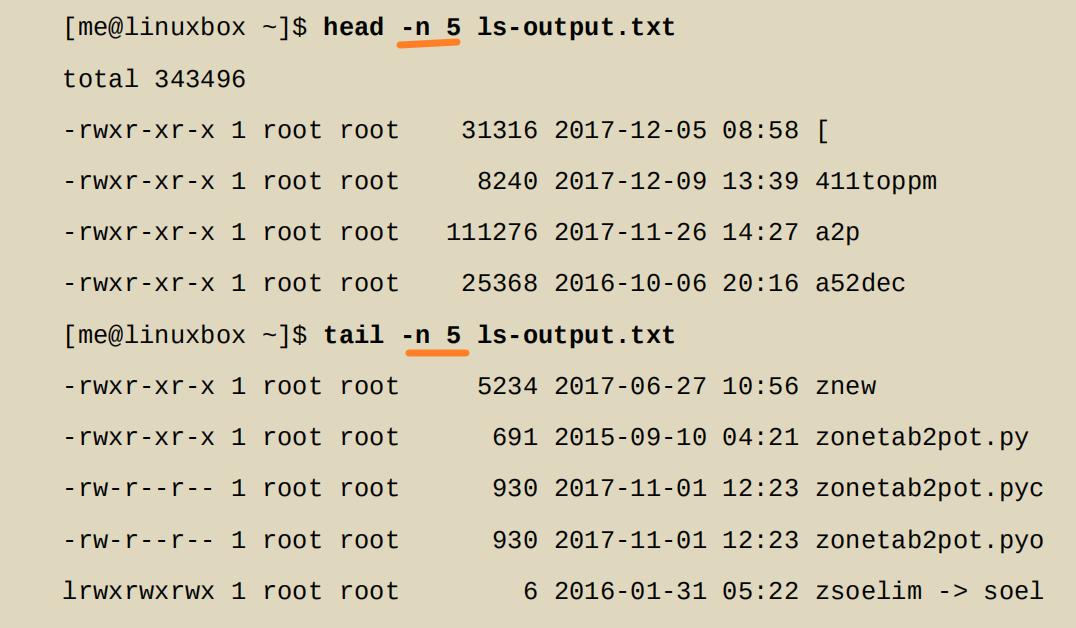 [me@linuxbox ~]$ head -n 5 ls-output.txt
total 343496
-rwxr-xr-x 1 root root    31316 2017-12-05 08:58 [
-rwxr-xr-x 1 root root     8240 2017-12-09 13:39 411toppm
-rwxr-xr-x 1 root root   111276 2017-11-26 14:27 a2p
-rwxr-xr-x 1 root root    25368 2016-10-06 20:16 a52dec
[me@linuxbox ~]$ tail -n 5 ls-output.txt
-rwxr-xr-x 1 root root     5234 2017-06-27 10:56 znew
-rwxr-xr-x 1 root root      691 2015-09-10 04:21 zonetab2pot.py
-rw-r--r-- 1 root root      930 2017-11-01 12:23 zonetab2pot.pyc
-rw-r--r-- 1 root root      930 2017-11-01 12:23 zonetab2pot.pyo
lrwxrwxrwx 1 root root        6 2016-01-31 05:22 zsoelim -> soel